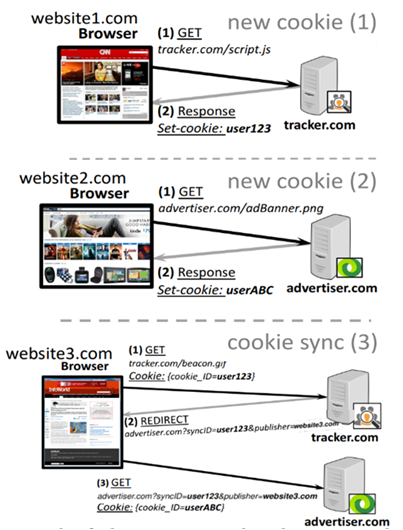 website1.com
Browser
new cookie (1)
(1) GET
tracker.com/script.js
CNN
(2) Response
Set-cookie: user123
tracker.com
website2.com
Browser
new cookie (2)
(1) GET
advertiser.com/adBanner.png
(2) Response
Set-cookie: userABC
advertiser.com
website3.com
Browser
cookie sync (3)
(1) GET
tracker.com/beacon.gif
Cookie: {cookie_ID=user123}
InfoWorld
(2) REDIRECT
advertiser.com?syncID=user123&publisher=website3.com
tracker.com
(3) GET
advertiser.com?syncID=user123&publisher=website3.com
Cookie: {cookie_ID=userABC}
advertiser.com